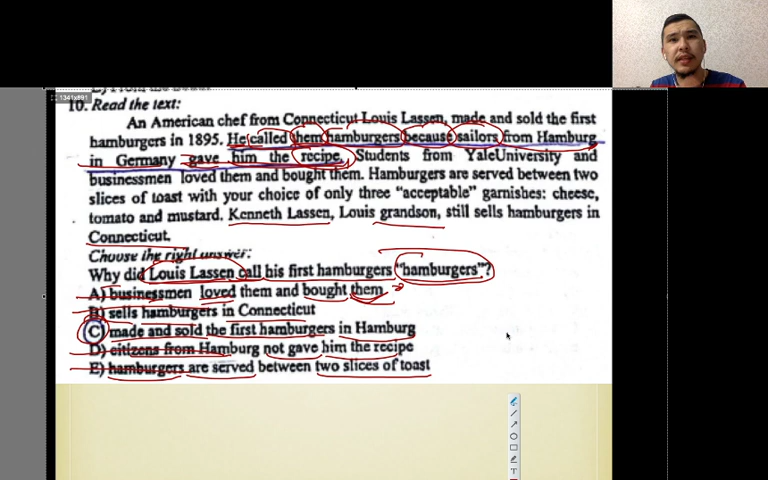 1341x891
10. Read the text:
An American chef from Connecticut Louis Lassen, made and sold the first
hamburgers in 1895. He called them hamburgers because sailors from Hamburg
in Germany gave him the recipe. Students from YaleUniversity and
businessmen loved them and bought them. Hamburgers are served between two
slices of toast with your choice of only three “acceptable” garnishes: cheese,
tomato and mustard. Kenneth Lassen, Louis grandson, still sells hamburgers in
Connecticut.
Choose the right answer:
Why did Louis Lassen call his first hamburgers “hamburgers”?
A) businessmen loved them and bought them
B) sells hamburgers in Connecticut
C) made and sold the first hamburgers in Hamburg
D) citizens from Hamburg not gave him the recipe
E) hamburgers are served between two slices of toast
T